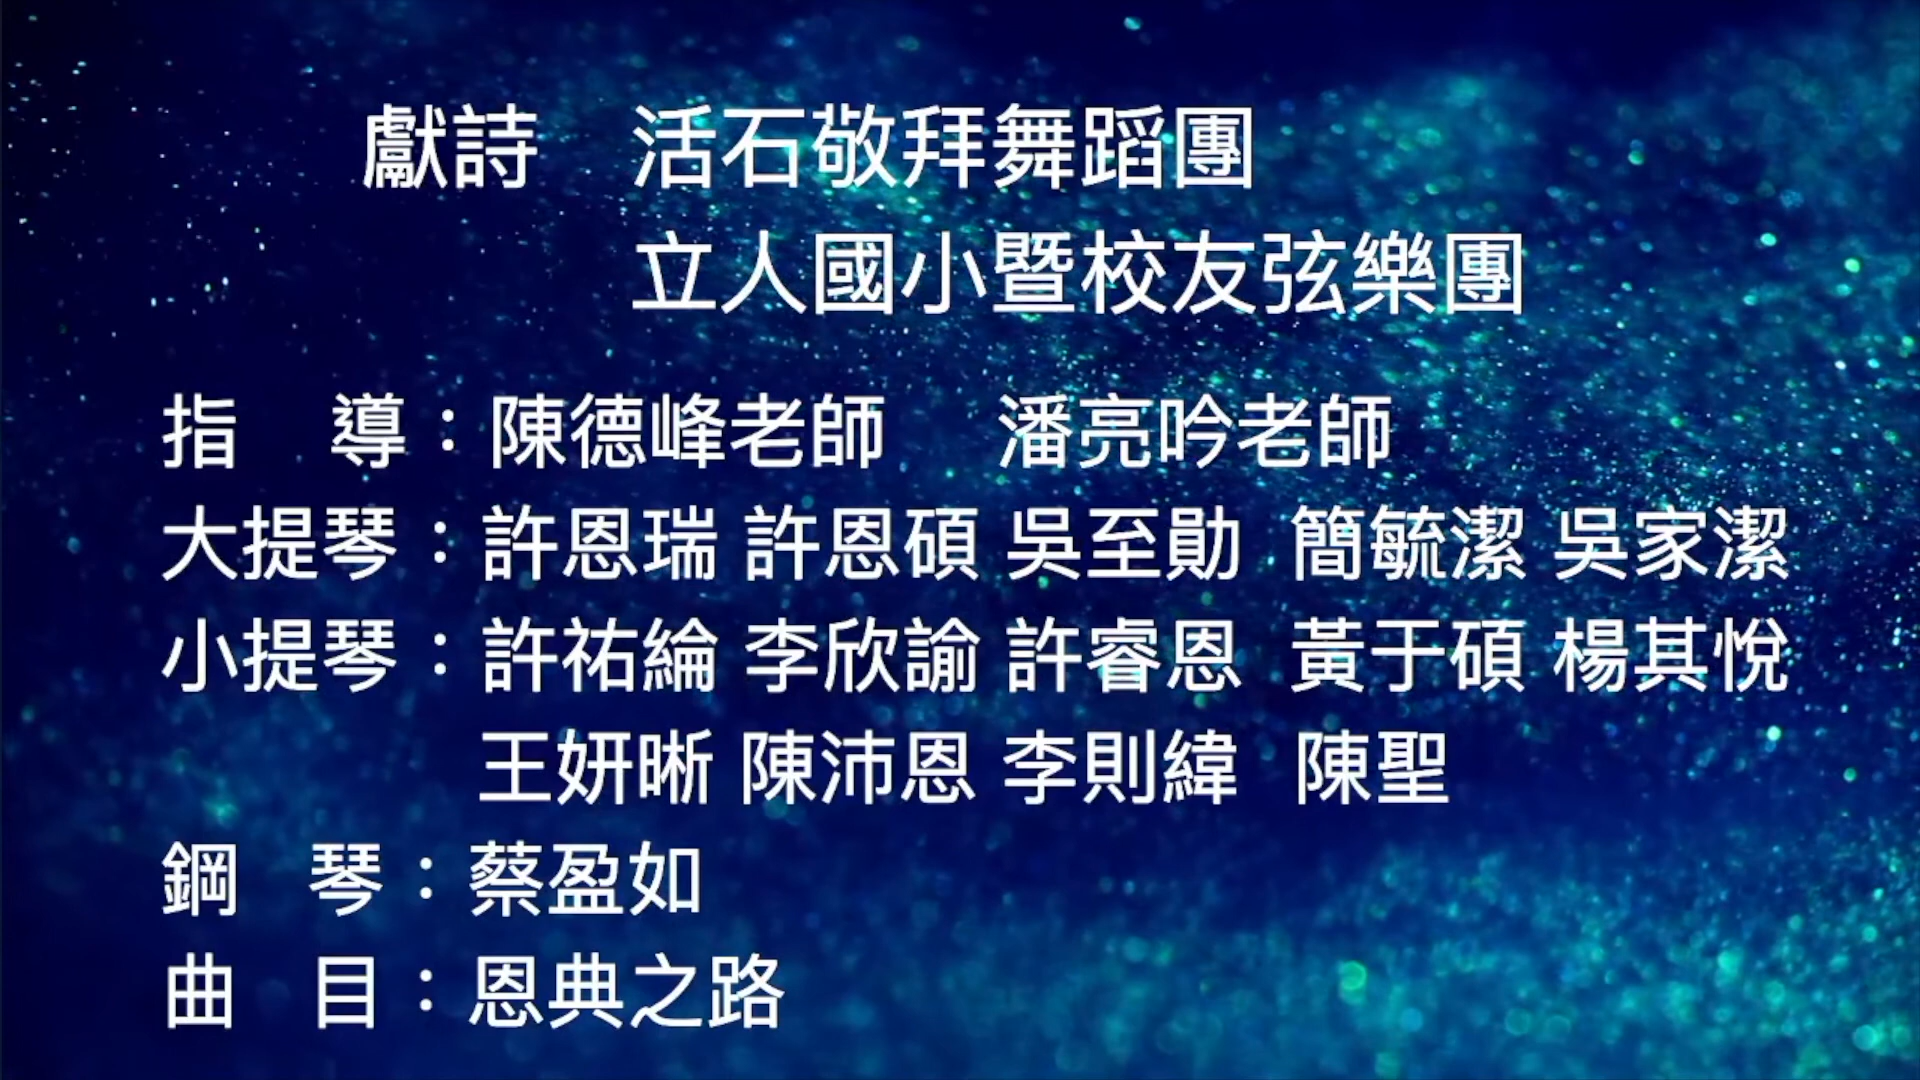 獻詩 活石敬拜舞蹈團
立人國小暨校友弦樂團
指 導：陳德峰老師 潘亮吟老師
大提琴：許恩瑞 許恩碩 吳至勛 簡毓潔 吳家潔
小提琴：許祐綸 李欣諭 許睿恩 黃于碩 楊其悅
王妍晰 陳沛恩 李則緯 陳聖
鋼 琴：蔡盈如
曲 目：恩典之路